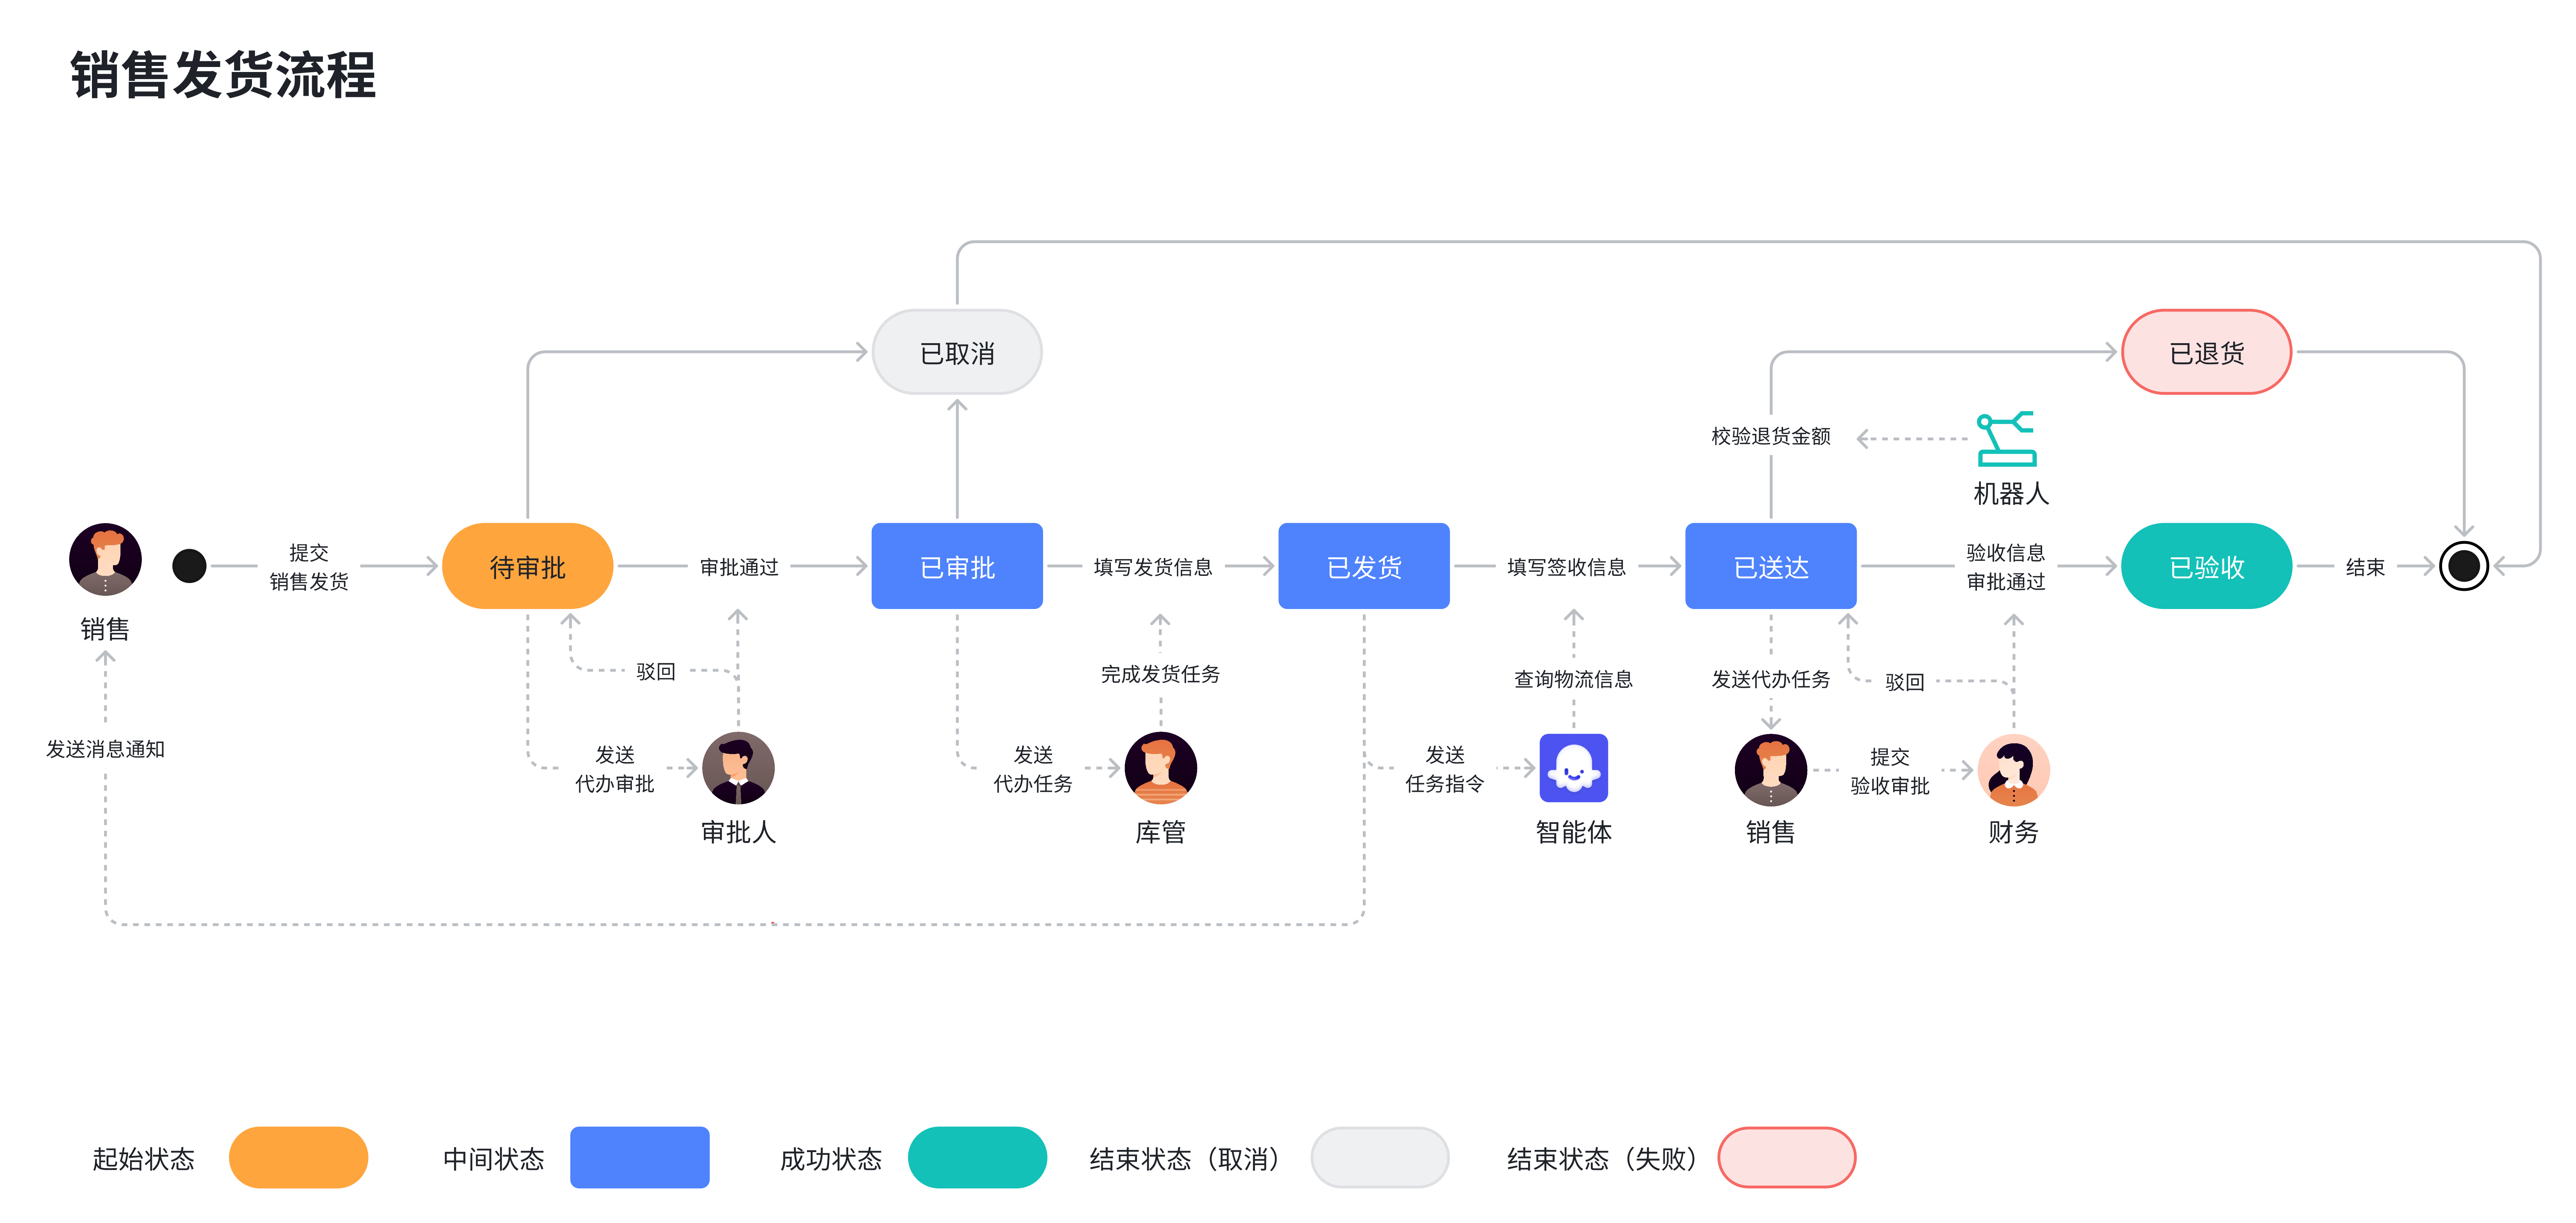 销售发货流程
已取消
已退货
校验退货金额
机器人
销售
提交
销售发货
待审批
审批通过
已审批
填写发货信息
已发货
填写签收信息
已送达
验收信息
审批通过
已验收
结束
驳回
完成发货任务
查询物流信息
发送代办任务
驳回
发送消息通知
发送
代办审批
审批人
发送
代办任务
库管
发送
任务指令
智能体
销售
提交
验收审批
财务
起始状态
中间状态
成功状态
结束状态（取消）
结束状态（失败）